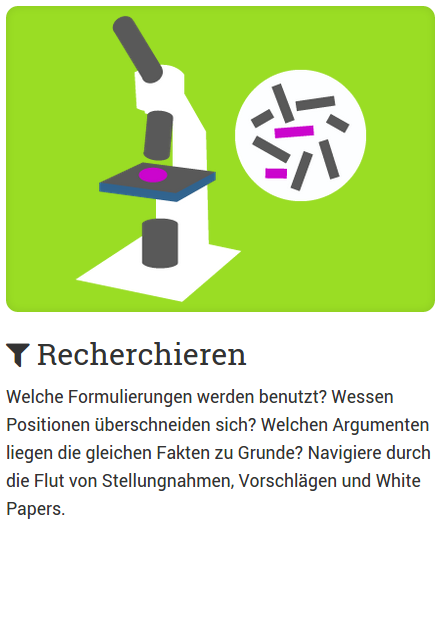 Recherchieren
Welche Formulierungen werden benutzt? Wessen
Positionen überschneiden sich? Welchen Argumenten
liegen die gleichen Fakten zu Grunde? Navigiere durch
die Flut von Stellungnahmen, Vorschlägen und White
Papers.